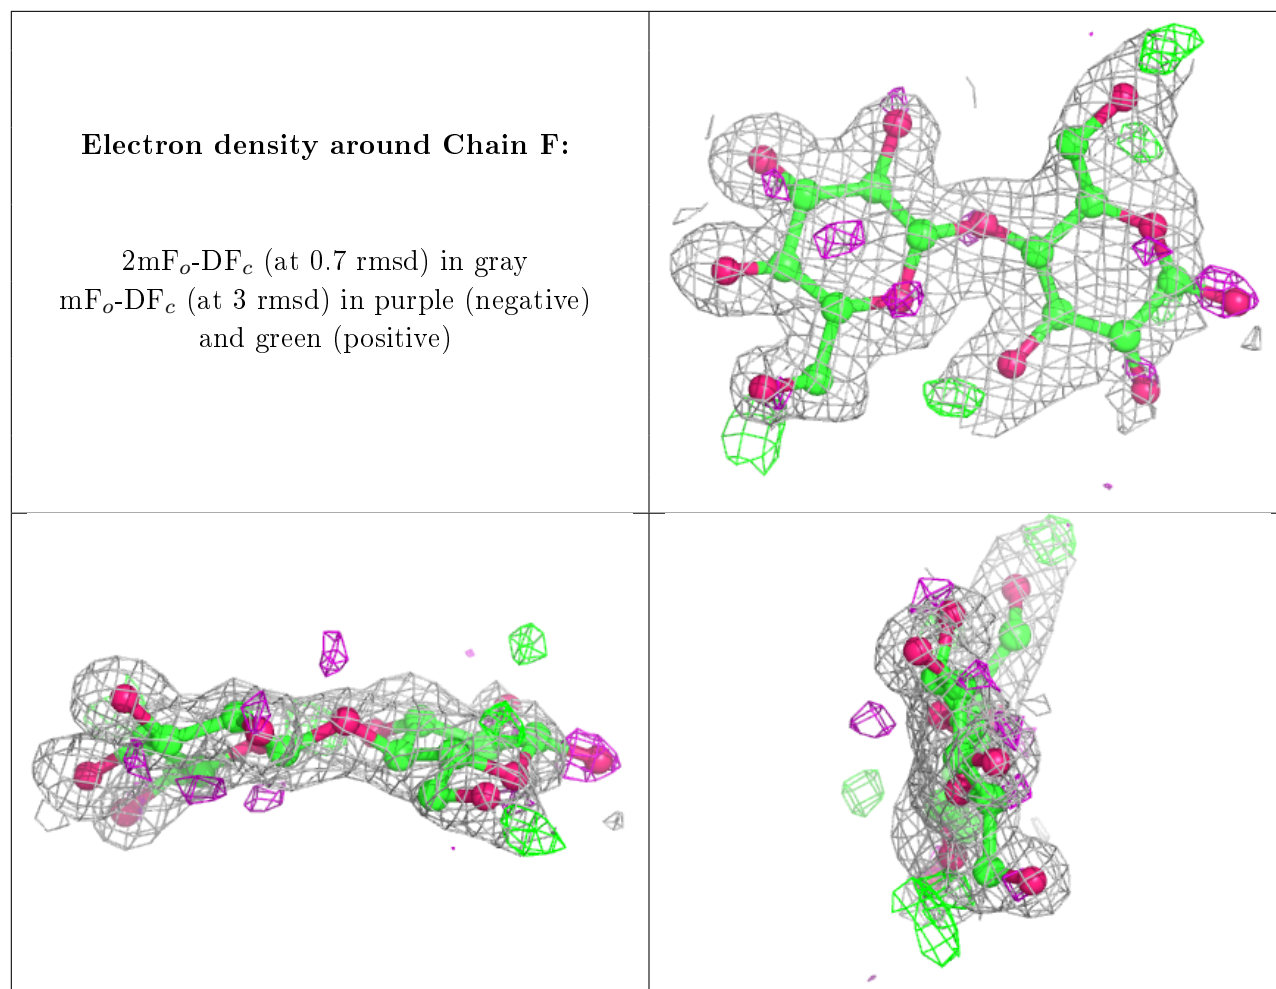 Electron density around Chain F:
2mFo-DFc (at 0.7 rmsd) in gray
mFo-DFc (at 3 rmsd) in purple (negative)
and green (positive)